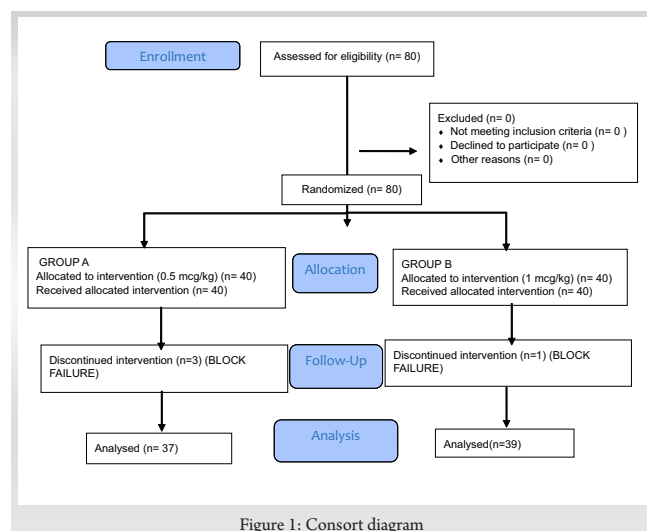 Enrollment
Assessed for eligibility (n= 80)
Excluded (n= 0)
♦ Not meeting inclusion criteria (n= 0 )
♦ Declined to participate (n= 0 )
♦ Other reasons (n= 0)
Randomized (n= 80)
GROUP A
Allocated to intervention (0.5 mcg/kg) (n= 40)
Received allocated intervention (n= 40)
Allocation
GROUP B
Allocated to intervention (1 mcg/kg) (n= 40)
Received allocated intervention (n= 40)
Discontinued intervention (n=3) (BLOCK
FAILURE)
Follow-Up
Discontinued intervention (n=1) (BLOCK
FAILURE)
Analysed (n= 37)
Analysis
Analysed(n=39)
Figure 1: Consort diagram